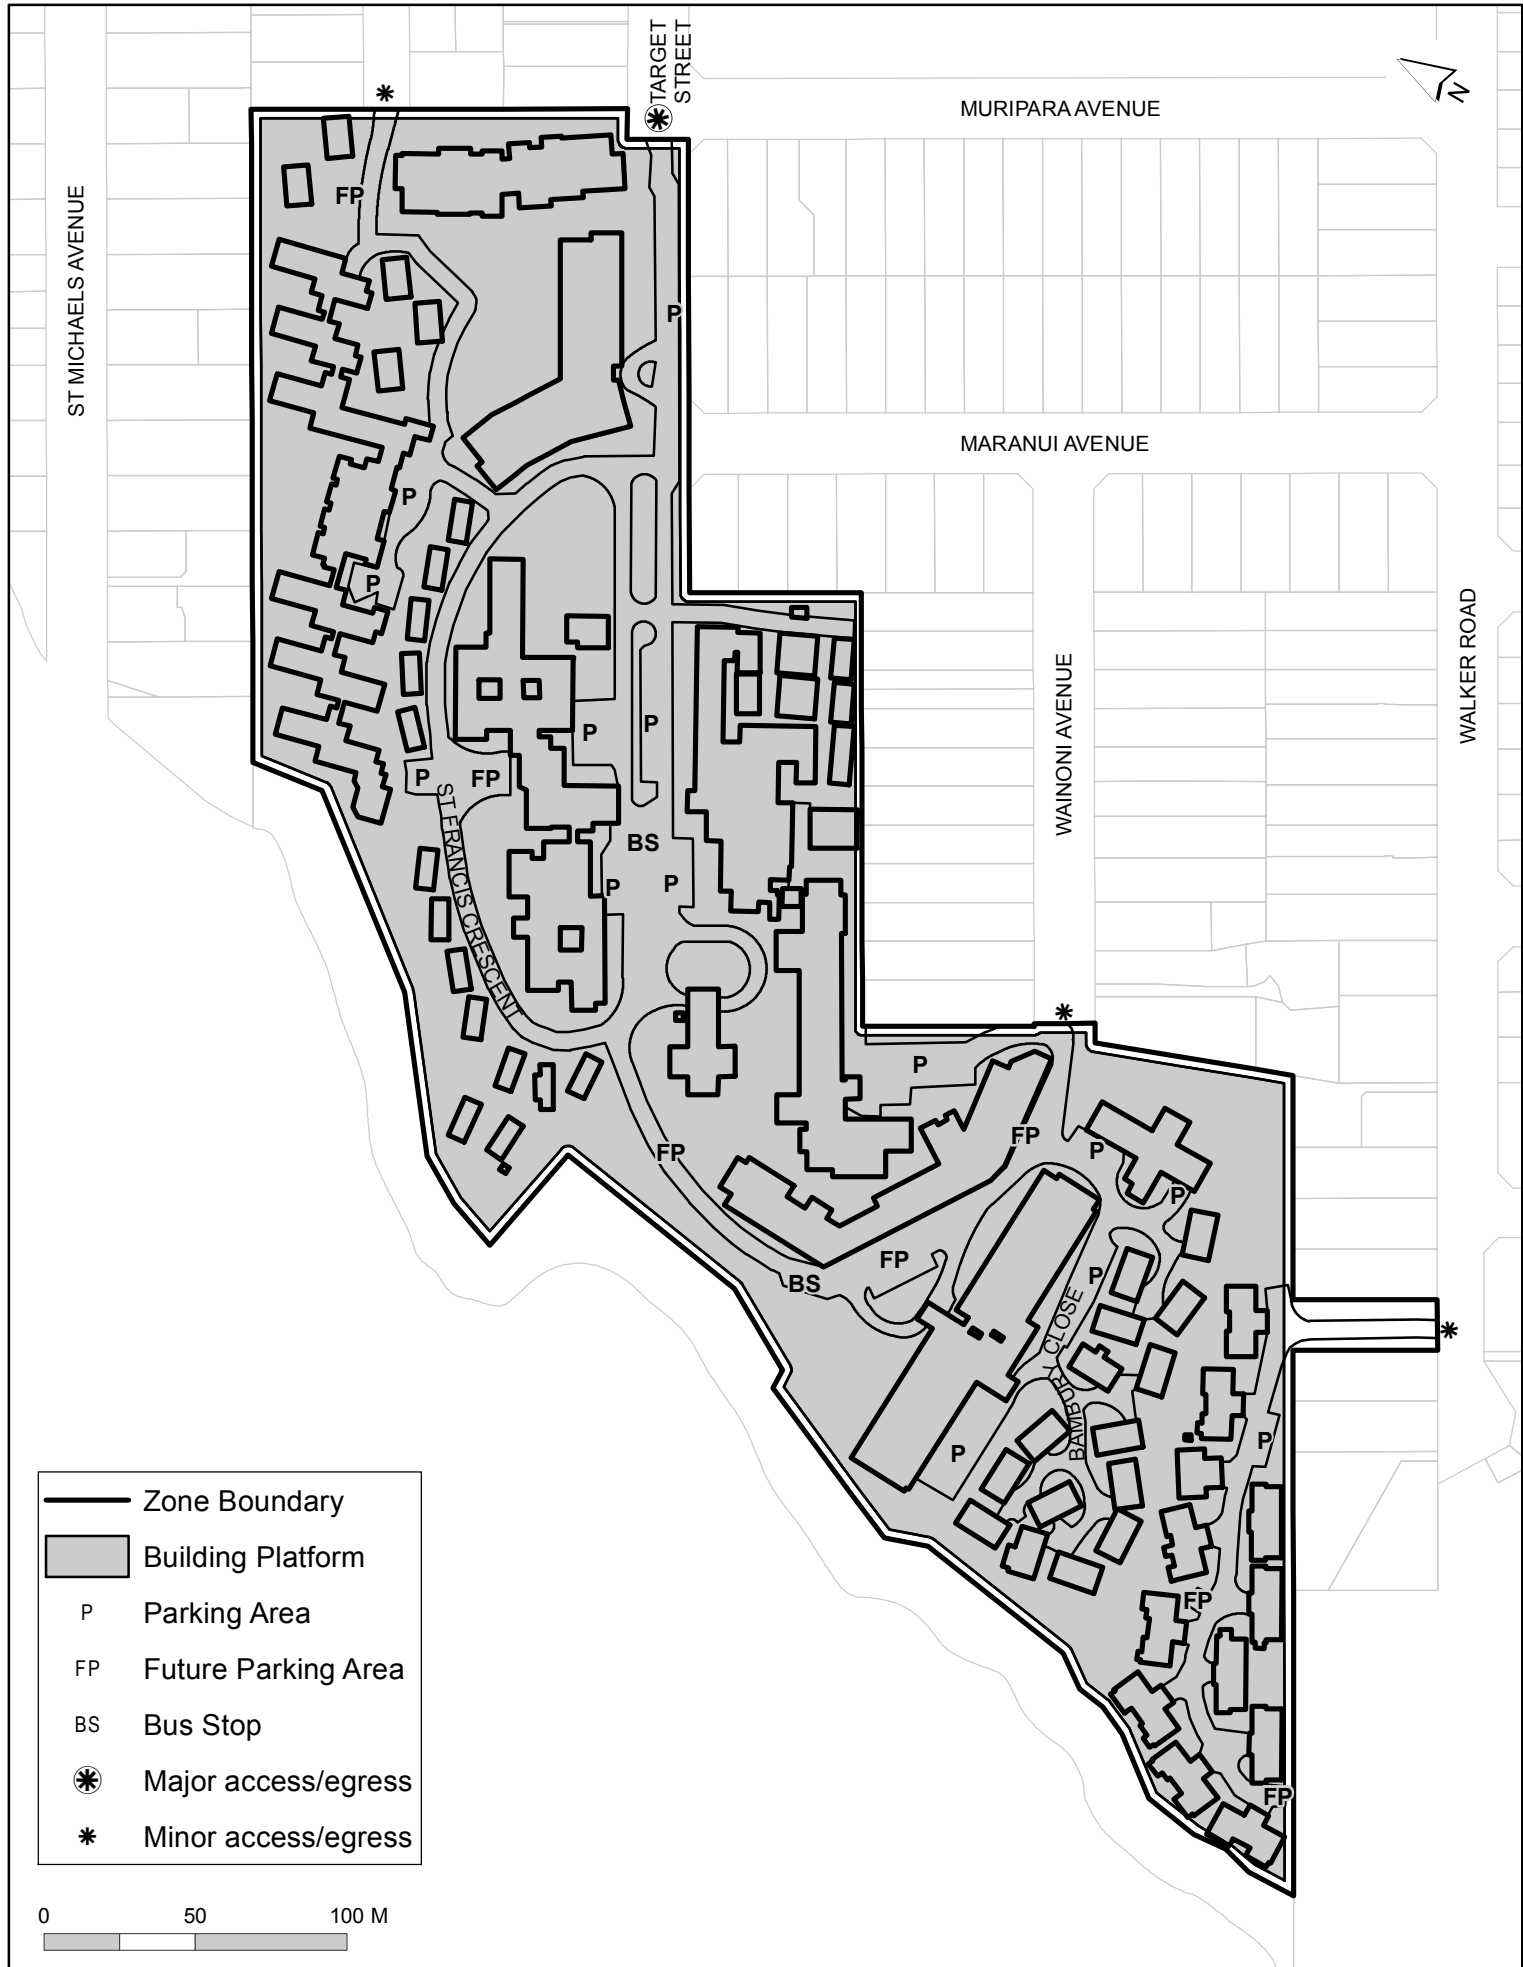 TARGET
STREET
N
MURIPARA AVENUE
ST MICHAELS AVENUE
FP
P
MARANUI AVENUE
P
P
WALKER ROAD
WAINONI AVENUE
P
P
P
FP
ST FRANCIS CRESCENT
BS
P
P
P
FP
FP
P
P
FP
BS
P
BAMBURY CLOSE
P
P
FP
FP
Zone Boundary
Building Platform
P Parking Area
FP Future Parking Area
BS Bus Stop
Major access/egress
Minor access/egress
0 50 100 M